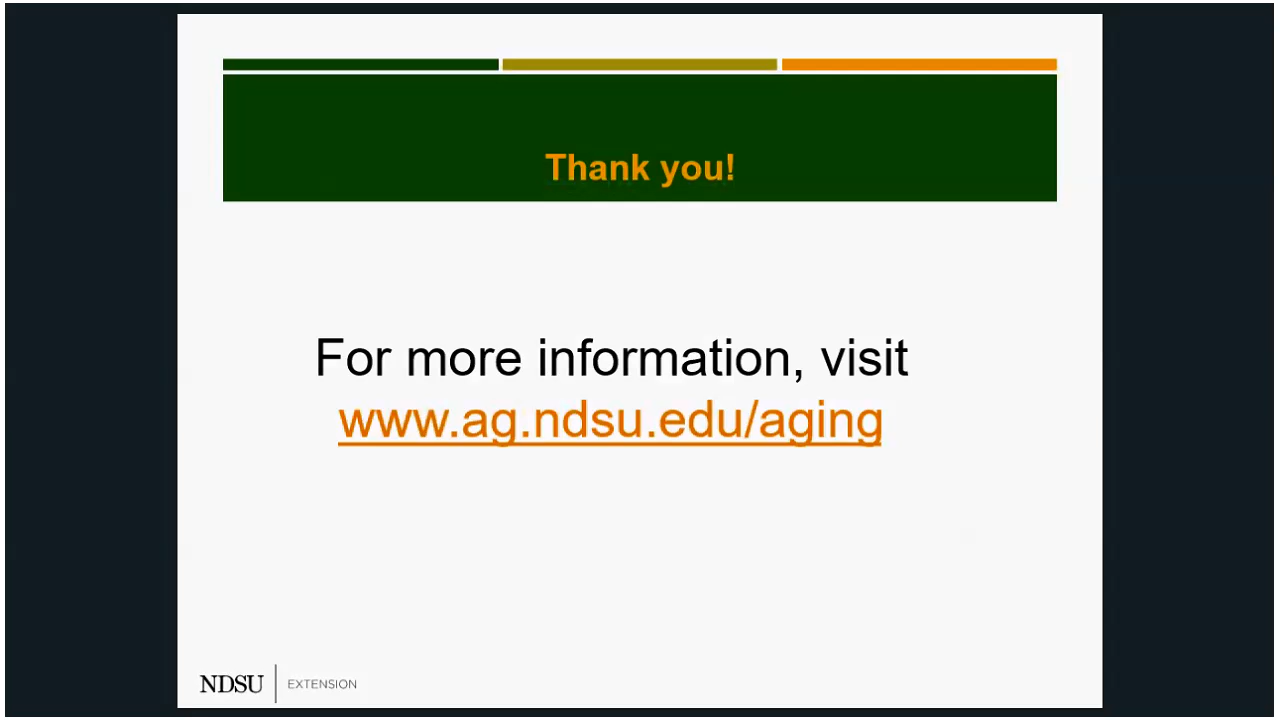 Thank you!
For more information, visit
www.ag.ndsu.edu/aging
NDSU | EXTENSION